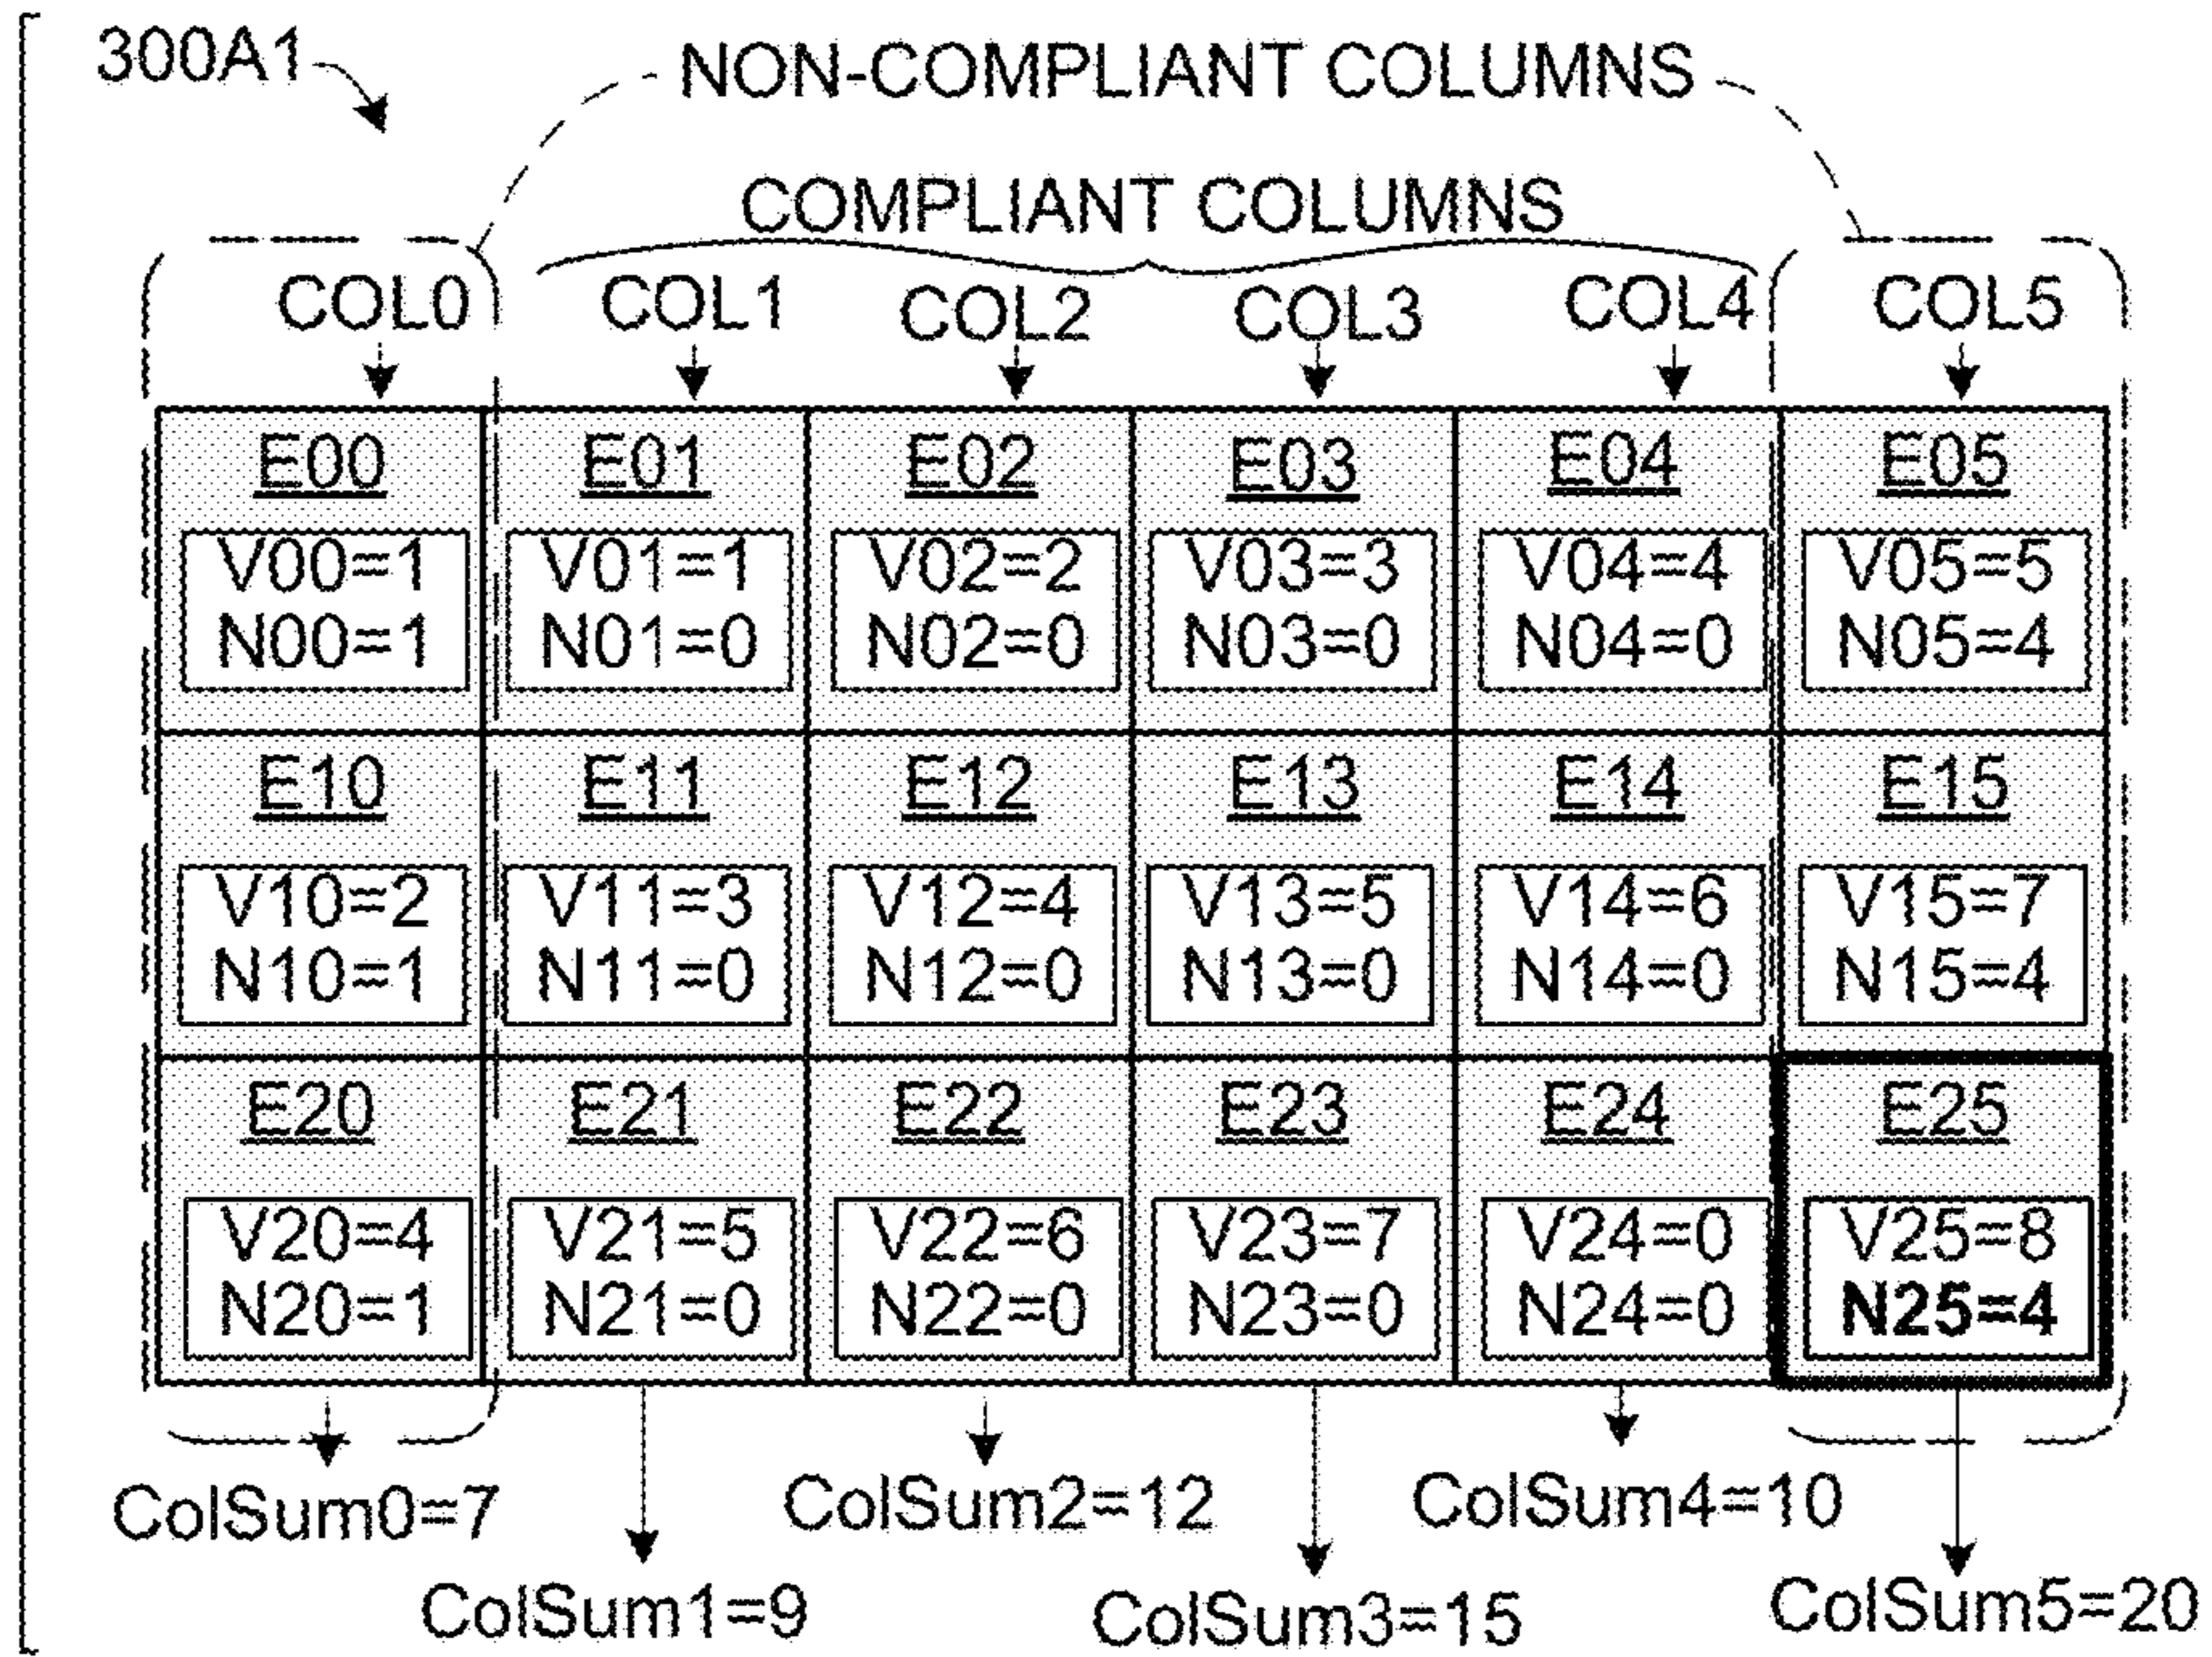 300A1
NON-COMPLIANT COLUMNS
COMPLIANT COLUMNS
COL0 COL1 COL2 COL3 COL4 COL5
E00 E01 E02 E03 E04 E05
V00=1 V01=1 V02=2 V03=3 V04=4 V05=5
N00=1 N01=0 N02=0 N03=0 N04=0 N05=4
E10 E11 E12 E13 E14 E15
V10=2 V11=3 V12=4 V13=5 V14=6 V15=7
N10=1 N11=0 N12=0 N13=0 N14=0 N15=4
E20 E21 E22 E23 E24 E25
V20=4 V21=5 V22=6 V23=7 V24=0 V25=8
N20=1 N21=0 N22=0 N23=0 N24=0 N25=4
ColSum0=7 ColSum2=12 ColSum4=10
ColSum1=9 ColSum3=15 ColSum5=20